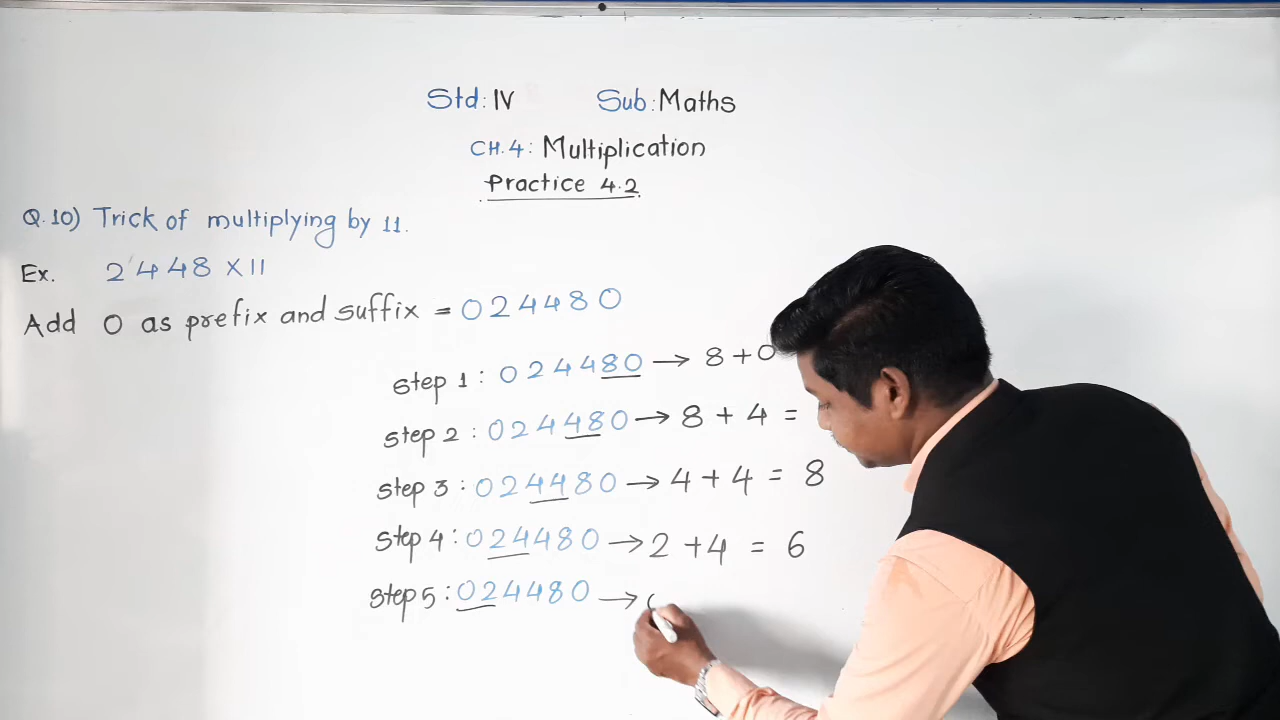 Std: IV Sub: Maths
CH.4: Multiplication
Practice 4.2
Q.10) Trick of multiplying by 11.
Ex. 2448 X 11
Add 0 as prefix and suffix = 024480
Step 1: 024480 → 8 + 0
Step 2: 024480 → 8 + 4 =
Step 3: 024480 → 4 + 4 = 8
Step 4: 024480 → 2 + 4 = 6
Step 5: 024480 →